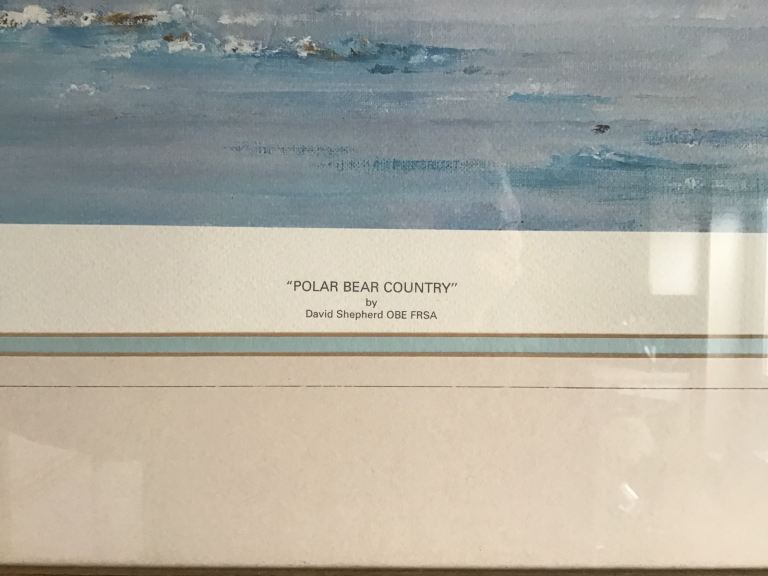 “POLAR BEAR COUNTRY”
by
David Shepherd OBE FRSA